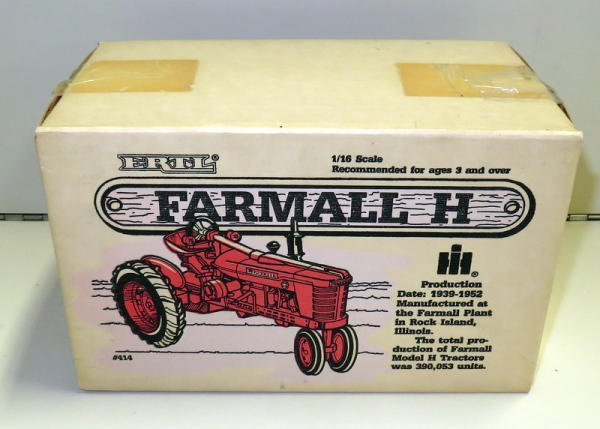 ERTL®
1/16 Scale
Recommended for ages 3 and over
FARMALL H
IH®
Production
Date: 1939-1952
Manufactured at
the Farmall Plant
in Rock Island,
Illinois.
The total pro-
duction of Farmall
Model H Tractors
was 390,053 units.
#414